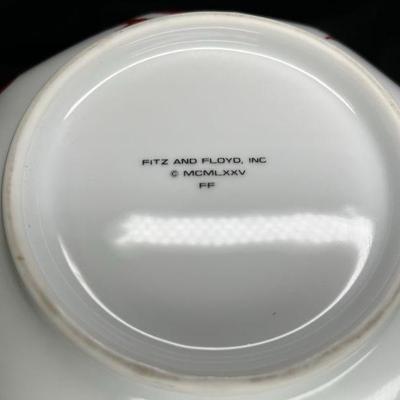 FITZ AND FLOYD, INC
© MCMLXXV
FF